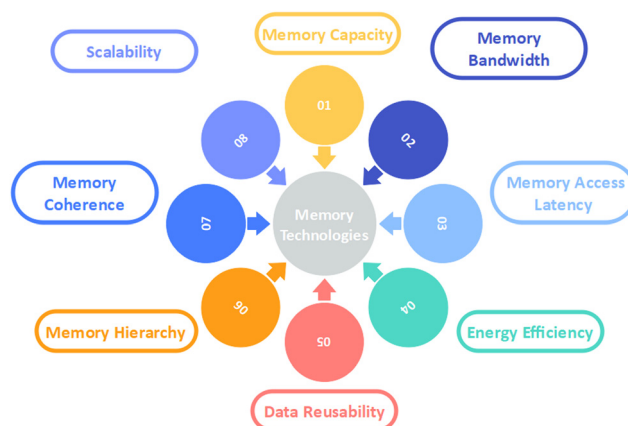 Memory Capacity
Scalability
Memory
Bandwidth
01
08
02
Memory
Coherence
Memory Access
Latency
07
Memory
Technologies
03
06
04
Memory Hierarchy
Energy Efficiency
05
Data Reusability